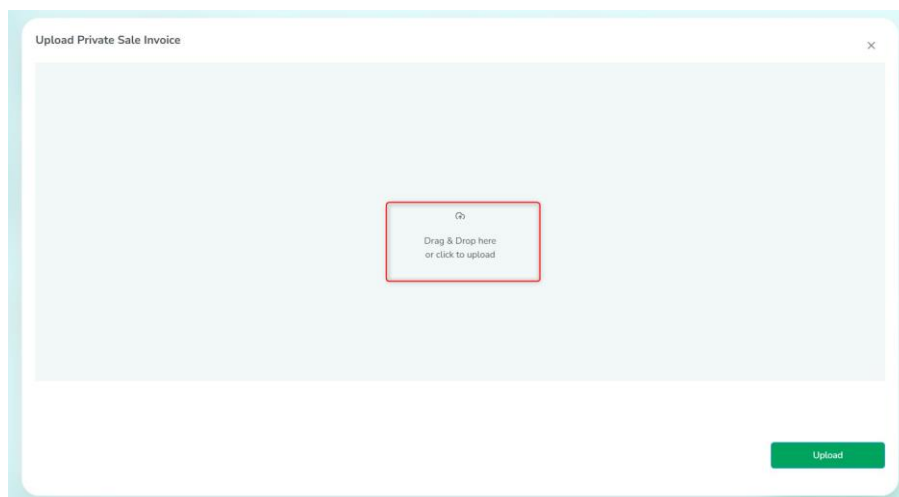 Upload Private Sale Invoice
Drag & Drop here
or click to upload
Upload